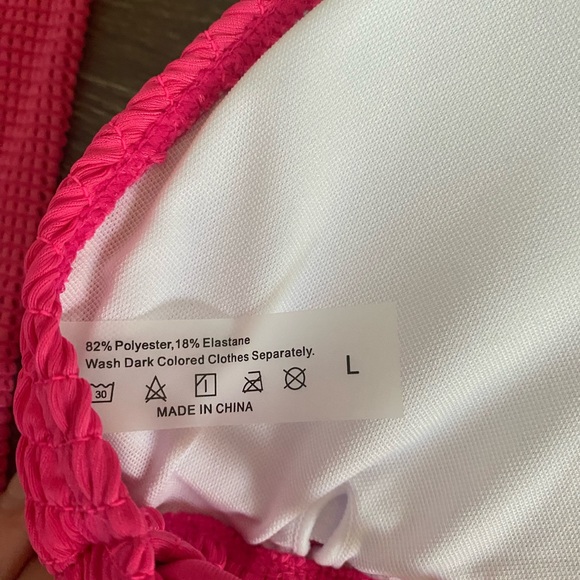 82% Polyester,18% Elastane
Wash Dark Colored Clothes Separately.
30
L
MADE IN CHINA